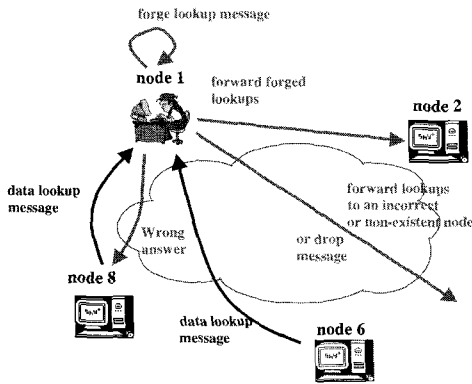 forge lookup message
node 1
forward forged
lookups
node 2
data lookup
message
forward lookups
to an incorrect
or non-existent node
Wrong
answer
or drop
message
node 8
data lookup
message
node 6